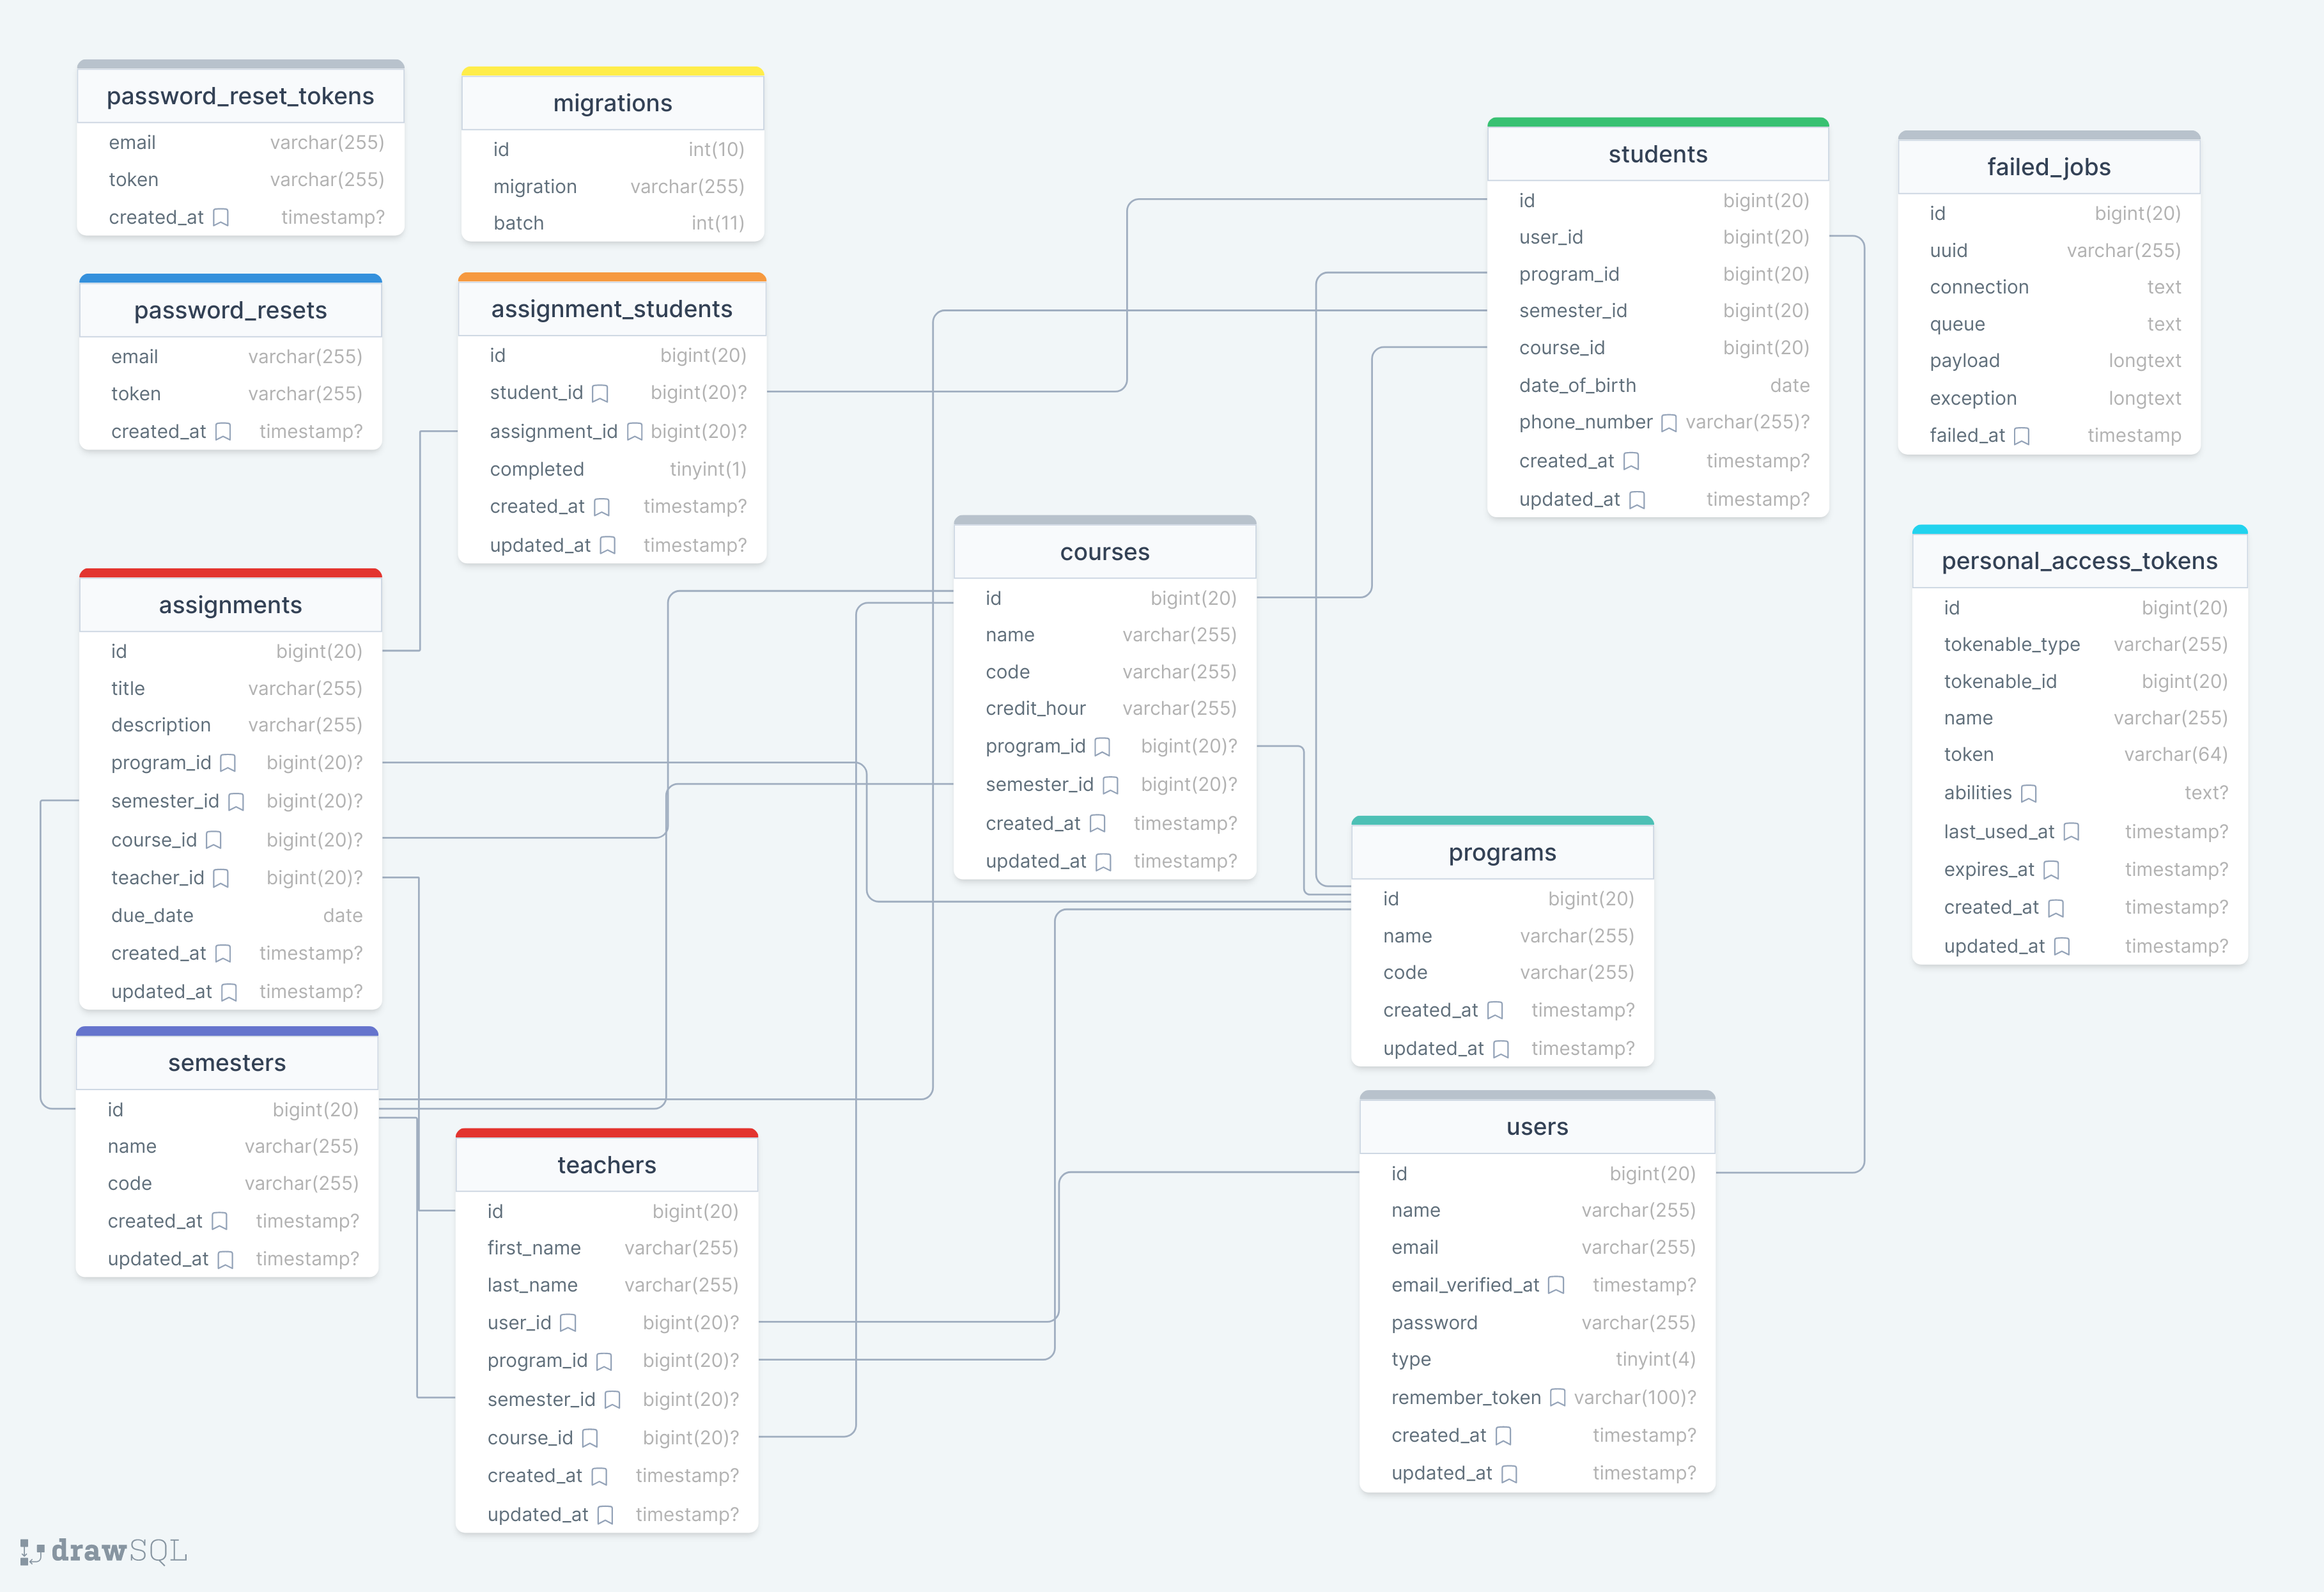 password_reset_tokens
email varchar(255)
token varchar(255)
created_at timestamp?
migrations
id int(10)
migration varchar(255)
batch int(11)
students
id bigint(20)
user_id bigint(20)
program_id bigint(20)
semester_id bigint(20)
course_id bigint(20)
date_of_birth date
phone_number varchar(255)?
created_at timestamp?
updated_at timestamp?
failed_jobs
id bigint(20)
uuid varchar(255)
connection text
queue text
payload longtext
exception longtext
failed_at timestamp
password_resets
email varchar(255)
token varchar(255)
created_at timestamp?
assignment_students
id bigint(20)
student_id bigint(20)?
assignment_id bigint(20)?
completed tinyint(1)
created_at timestamp?
updated_at timestamp?
courses
id bigint(20)
name varchar(255)
code varchar(255)
credit_hour varchar(255)
program_id bigint(20)?
semester_id bigint(20)?
created_at timestamp?
updated_at timestamp?
personal_access_tokens
id bigint(20)
tokenable_type varchar(255)
tokenable_id bigint(20)
name varchar(255)
token varchar(64)
abilities text?
last_used_at timestamp?
expires_at timestamp?
created_at timestamp?
updated_at timestamp?
assignments
id bigint(20)
title varchar(255)
description varchar(255)
program_id bigint(20)?
semester_id bigint(20)?
course_id bigint(20)?
teacher_id bigint(20)?
due_date date
created_at timestamp?
updated_at timestamp?
programs
id bigint(20)
name varchar(255)
code varchar(255)
created_at timestamp?
updated_at timestamp?
semesters
id bigint(20)
name varchar(255)
code varchar(255)
created_at timestamp?
updated_at timestamp?
teachers
id bigint(20)
first_name varchar(255)
last_name varchar(255)
user_id bigint(20)?
program_id bigint(20)?
semester_id bigint(20)?
course_id bigint(20)?
created_at timestamp?
updated_at timestamp?
users
id bigint(20)
name varchar(255)
email varchar(255)
email_verified_at timestamp?
password varchar(255)
type tinyint(4)
remember_token varchar(100)?
created_at timestamp?
updated_at timestamp?
drawSQL